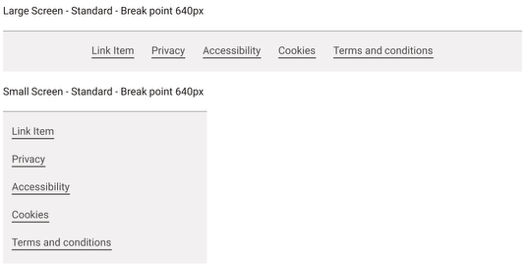 Large Screen - Standard - Break point 640px
Link Item Privacy Accessibility Cookies Terms and conditions
Small Screen - Standard - Break point 640px
Link Item
Privacy
Accessibility
Cookies
Terms and conditions